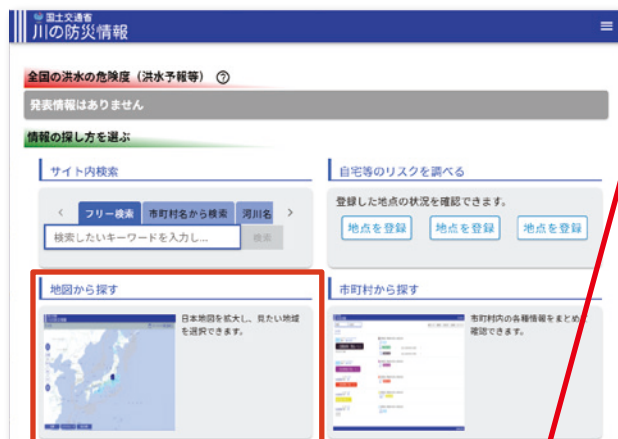 国土交通省
川の防災情報
全国の洪水の危険度（洪水予報等） ?
発表情報はありません
情報の探し方を選ぶ
サイト内検索
フリー検索 市町村名から検索 河川名
検索したいキーワードを入力し... 検索
自宅等のリスクを調べる
登録した地点の状況を確認できます。
地点を登録 地点を登録 地点を登録
地図から探す
日本地図を拡大し、見たい地域
を選択できます。
市町村から探す
市町村内の各種情報をまとめ
確認できます。